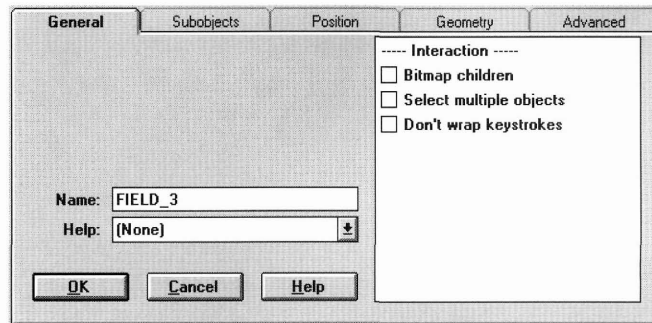 General Subobjects Position Geometry Advanced
----- Interaction -----
Bitmap children
Select multiple objects
Don't wrap keystrokes
Name: FIELD_3
Help: (None)
OK Cancel Help